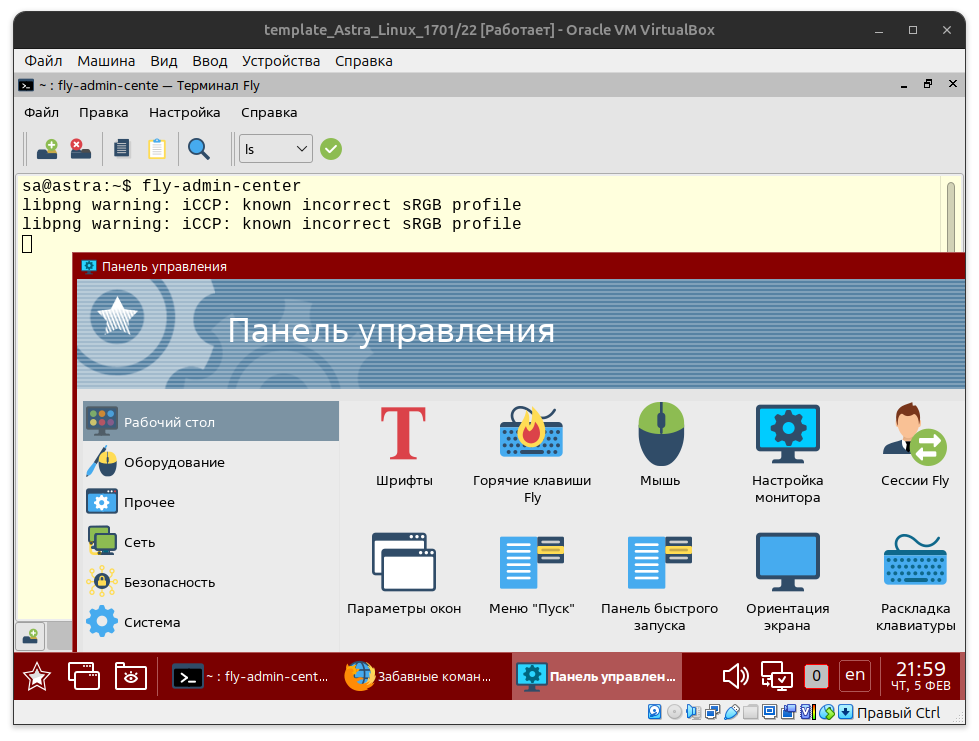 template_Astra_Linux_1701/22 [Работает] - Oracle VM VirtualBox
Файл Машина Вид Ввод Устройства Справка
~ : fly-admin-cente — Терминал Fly
Файл Правка Настройка Справка
ls
sa@astra:~$ fly-admin-center
libpng warning: iCCP: known incorrect sRGB profile
libpng warning: iCCP: known incorrect sRGB profile
Панель управления
Панель управления
Рабочий стол
Оборудование
Прочее
Сеть
Безопасность
Система
Шрифты
Горячие клавиши
Fly
Мышь
Настройка
монитора
Сессии Fly
Параметры окон
Меню "Пуск"
Панель быстрого
запуска
Ориентация
экрана
Раскладка
клавиатуры
~ : fly-admin-cent...
Забавные коман...
Панель управлен...
0
en
21:59
ЧТ, 5 ФЕВ
Правый Ctrl